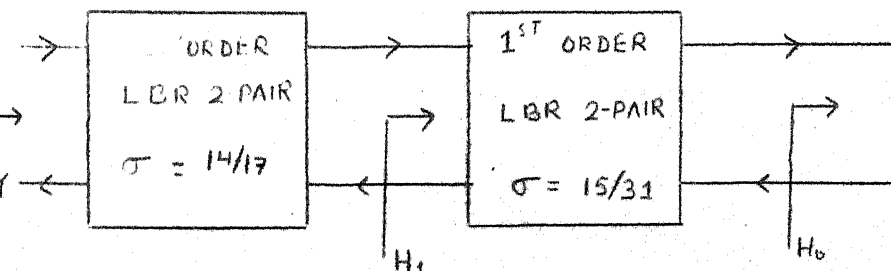 ORDER
LBR 2 PAIR
σ = 14/17
H₁
1ST ORDER
LBR 2-PAIR
σ = 15/31
H₀